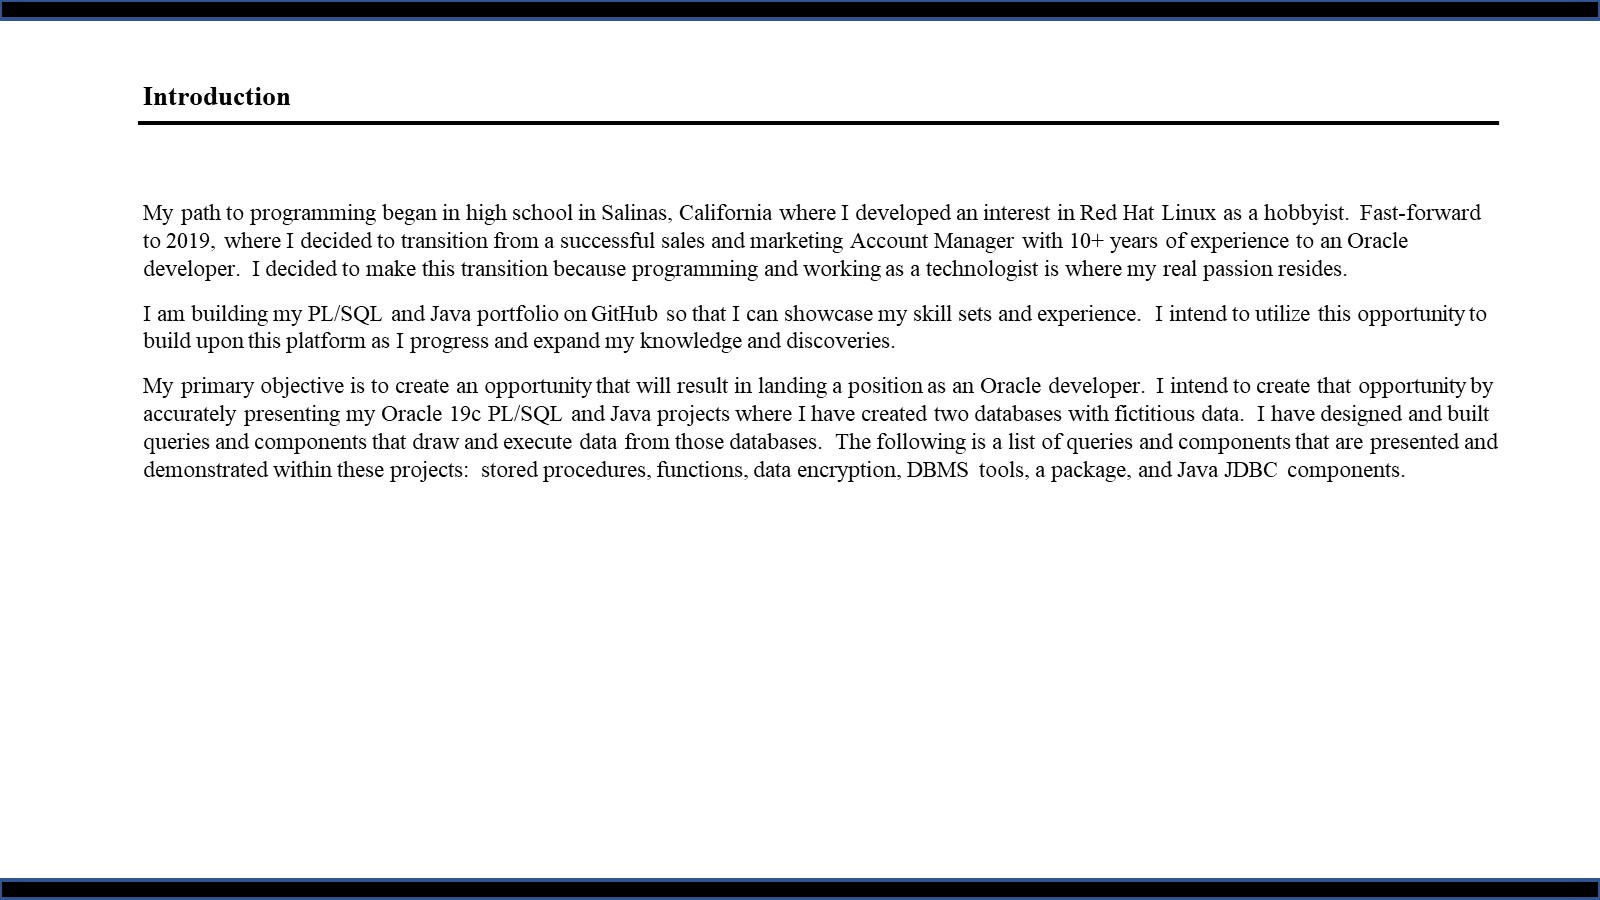 Introduction
My path to programming began in high school in Salinas, California where I developed an interest in Red Hat Linux as a hobbyist.  Fast-forward
to 2019, where I decided to transition from a successful sales and marketing Account Manager with 10+ years of experience to an Oracle
developer.  I decided to make this transition because programming and working as a technologist is where my real passion resides.
I am building my PL/SQL and Java portfolio on GitHub so that I can showcase my skill sets and experience.  I intend to utilize this opportunity to
build upon this platform as I progress and expand my knowledge and discoveries.
My primary objective is to create an opportunity that will result in landing a position as an Oracle developer.  I intend to create that opportunity by
accurately presenting my Oracle 19c PL/SQL and Java projects where I have created two databases with fictitious data.  I have designed and built
queries and components that draw and execute data from those databases.  The following is a list of queries and components that are presented and
demonstrated within these projects:  stored procedures, functions, data encryption, DBMS tools, a package, and Java JDBC components.